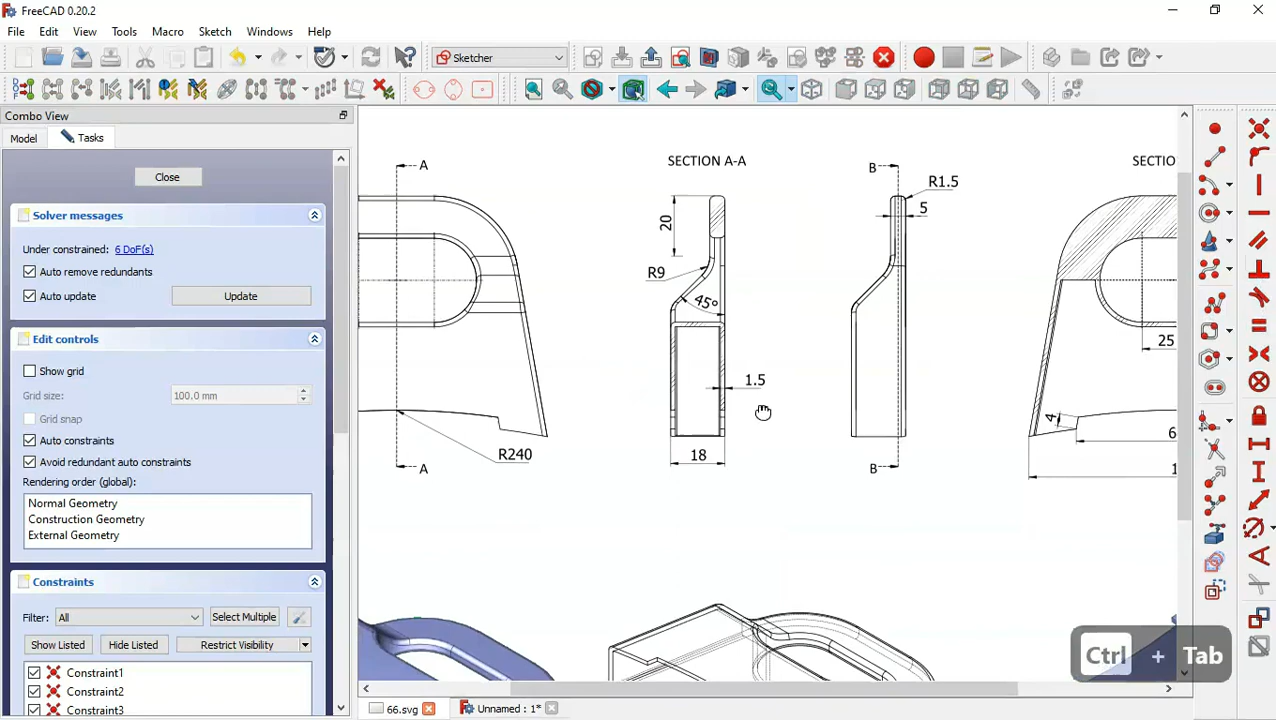 FreeCAD 0.20.2
File Edit View Tools Macro Sketch Windows Help
Sketcher
Combo View
Model Tasks
Close
Solver messages
Under constrained: 6 DoF(s)
Auto remove redundants
Auto update Update
Edit controls
Show grid
Grid size: 100.0 mm
Grid snap
Auto constraints
Avoid redundant auto constraints
Rendering order (global):
Normal Geometry
Construction Geometry
External Geometry
Constraints
Filter: All Select Multiple
Show Listed Hide Listed Restrict Visibility
Constraint1
Constraint2
Constraint3
A
A
A
A
R240
SECTION A-A
20
R9
45°
1.5
18
B
R1.5
5
B
SECTIO
25
4
6
1
Ctrl + Tab
66.svg Unnamed : 1*